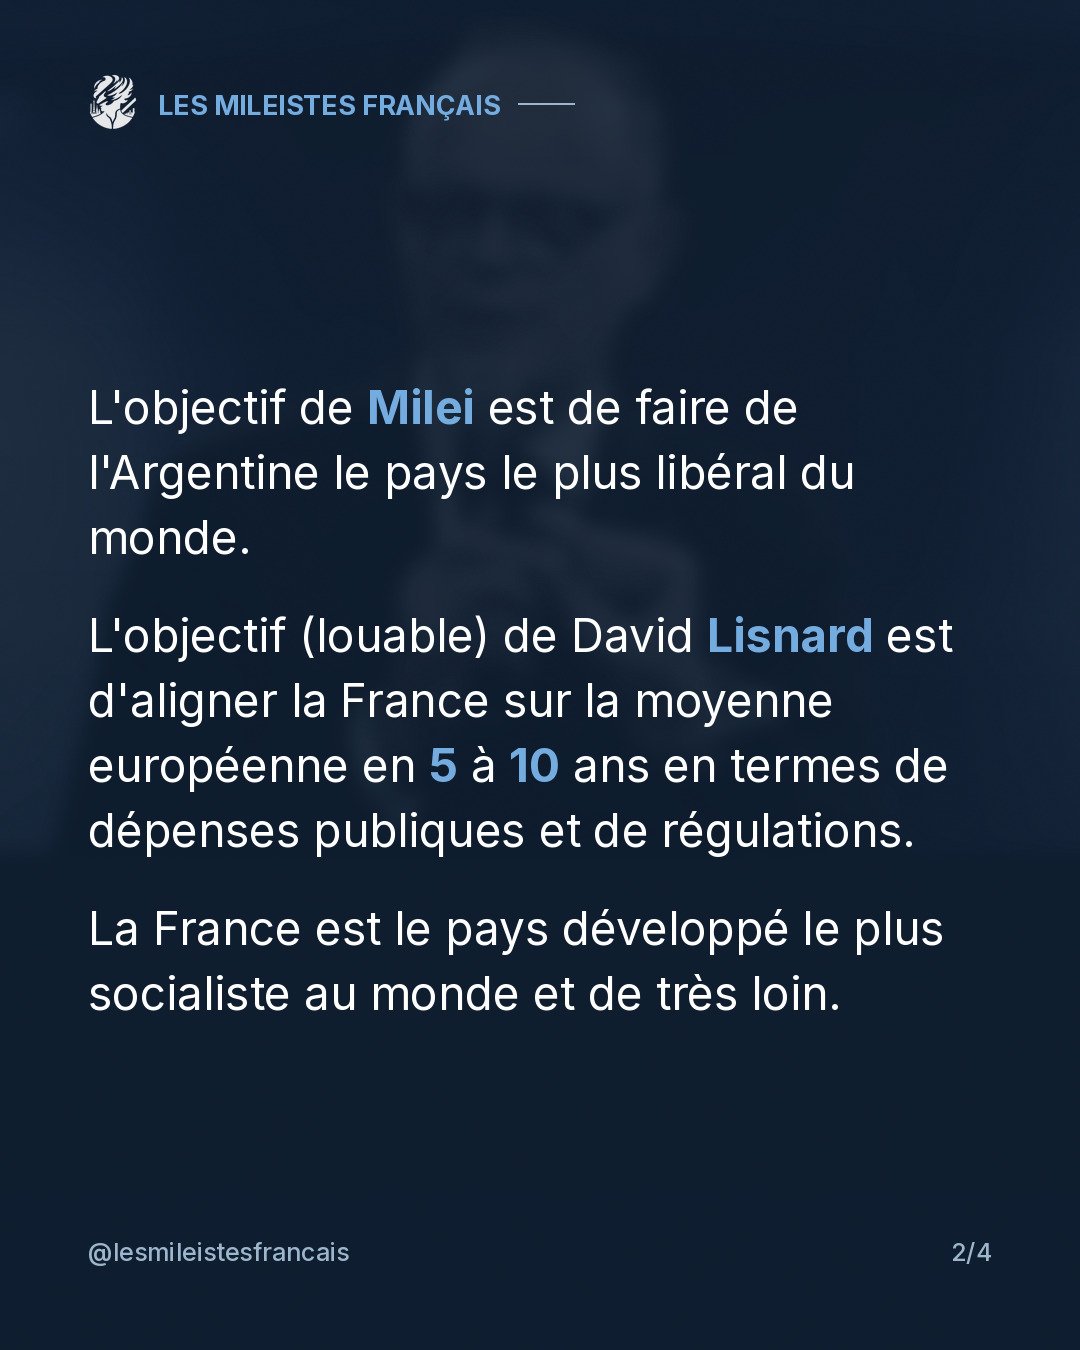 LES MILEISTES FRANÇAIS
L'objectif de Milei est de faire de
l'Argentine le pays le plus libéral du
monde.
L'objectif (louable) de David Lisnard est
d'aligner la France sur la moyenne
européenne en 5 à 10 ans en termes de
dépenses publiques et de régulations.
La France est le pays développé le plus
socialiste au monde et de très loin.
@lesmileistesfrancais
2/4